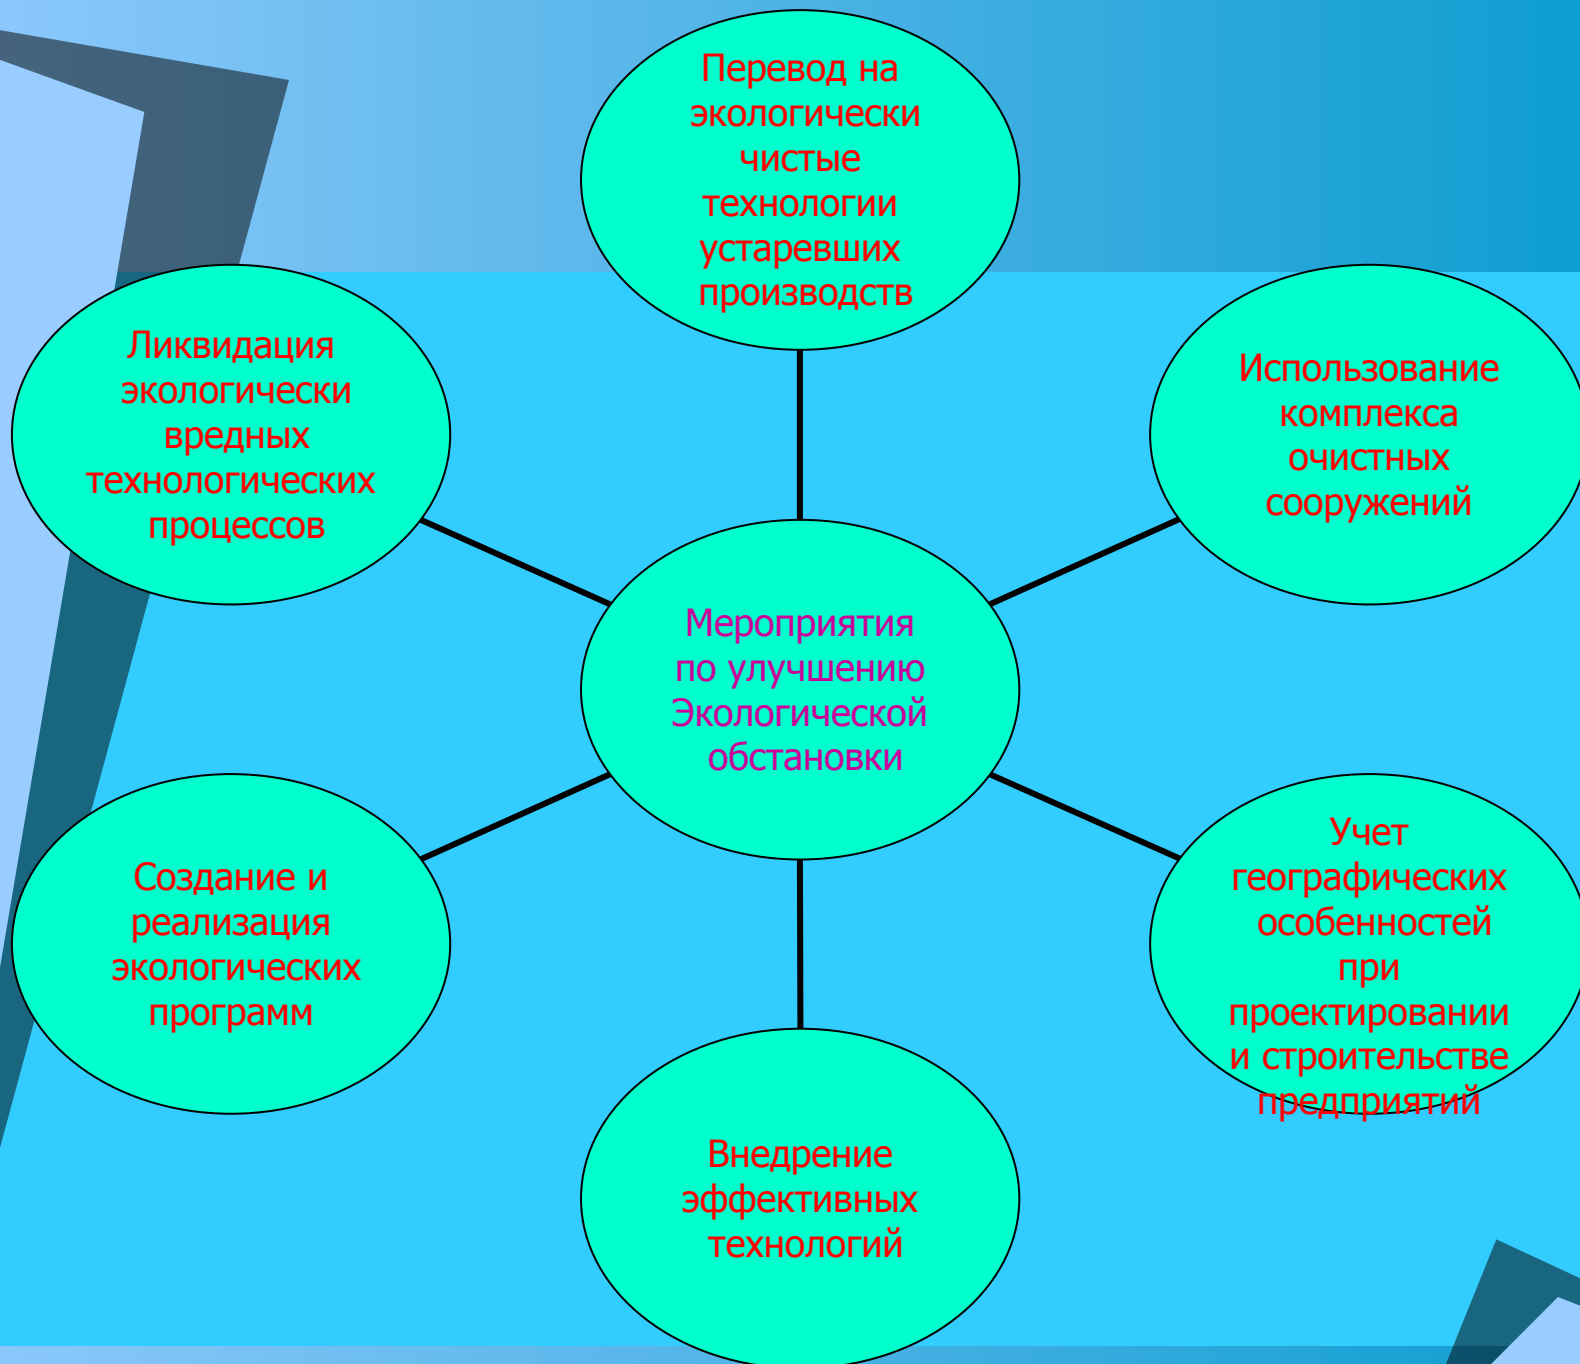 Перевод на
экологически
чистые
технологии
устаревших
производств
Ликвидация
экологически
вредных
технологических
процессов
Использование
комплекса
очистных
сооружений
Мероприятия
по улучшению
Экологической
обстановки
Создание и
реализация
экологических
программ
Учет
географических
особенностей
при
проектировании
и строительстве
предприятий
Внедрение
эффективных
технологий